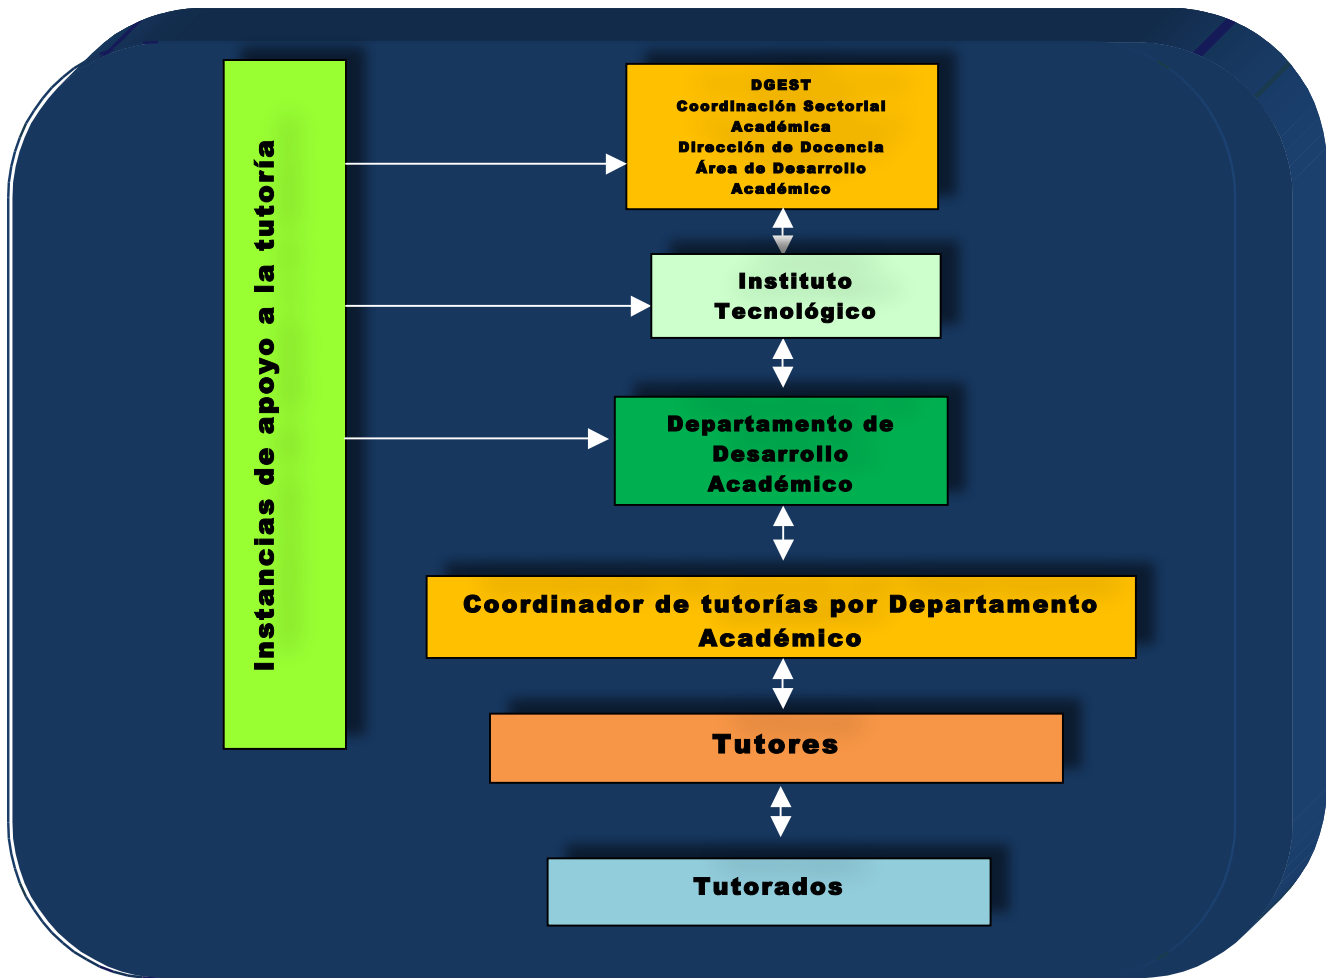 Instancias de apoyo a la tutoría
DGEST
Coordinación Sectorial
Académica
Dirección de Docencia
Área de Desarrollo
Académico
Instituto
Tecnológico
Departamento de
Desarrollo
Académico
Coordinador de tutorías por Departamento
Académico
Tutores
Tutorados